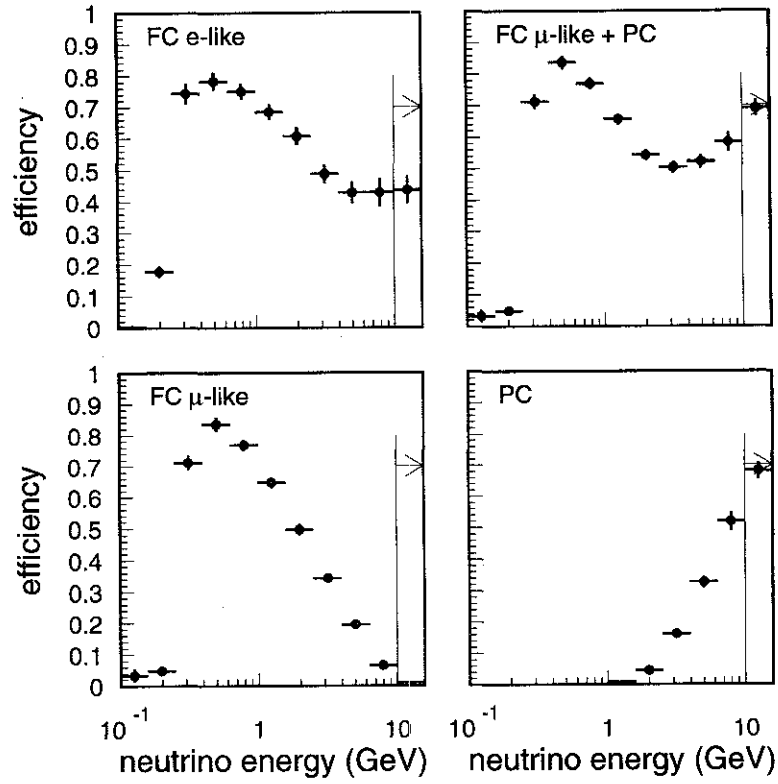 FC e-like
FC μ-like + PC
efficiency
1
0.9
0.8
0.7
0.6
0.5
0.4
0.3
0.2
0.1
0
FC μ-like
PC
efficiency
1
0.9
0.8
0.7
0.6
0.5
0.4
0.3
0.2
0.1
0
10⁻¹ 1 10
10⁻¹ 1 10
neutrino energy (GeV)
neutrino energy (GeV)